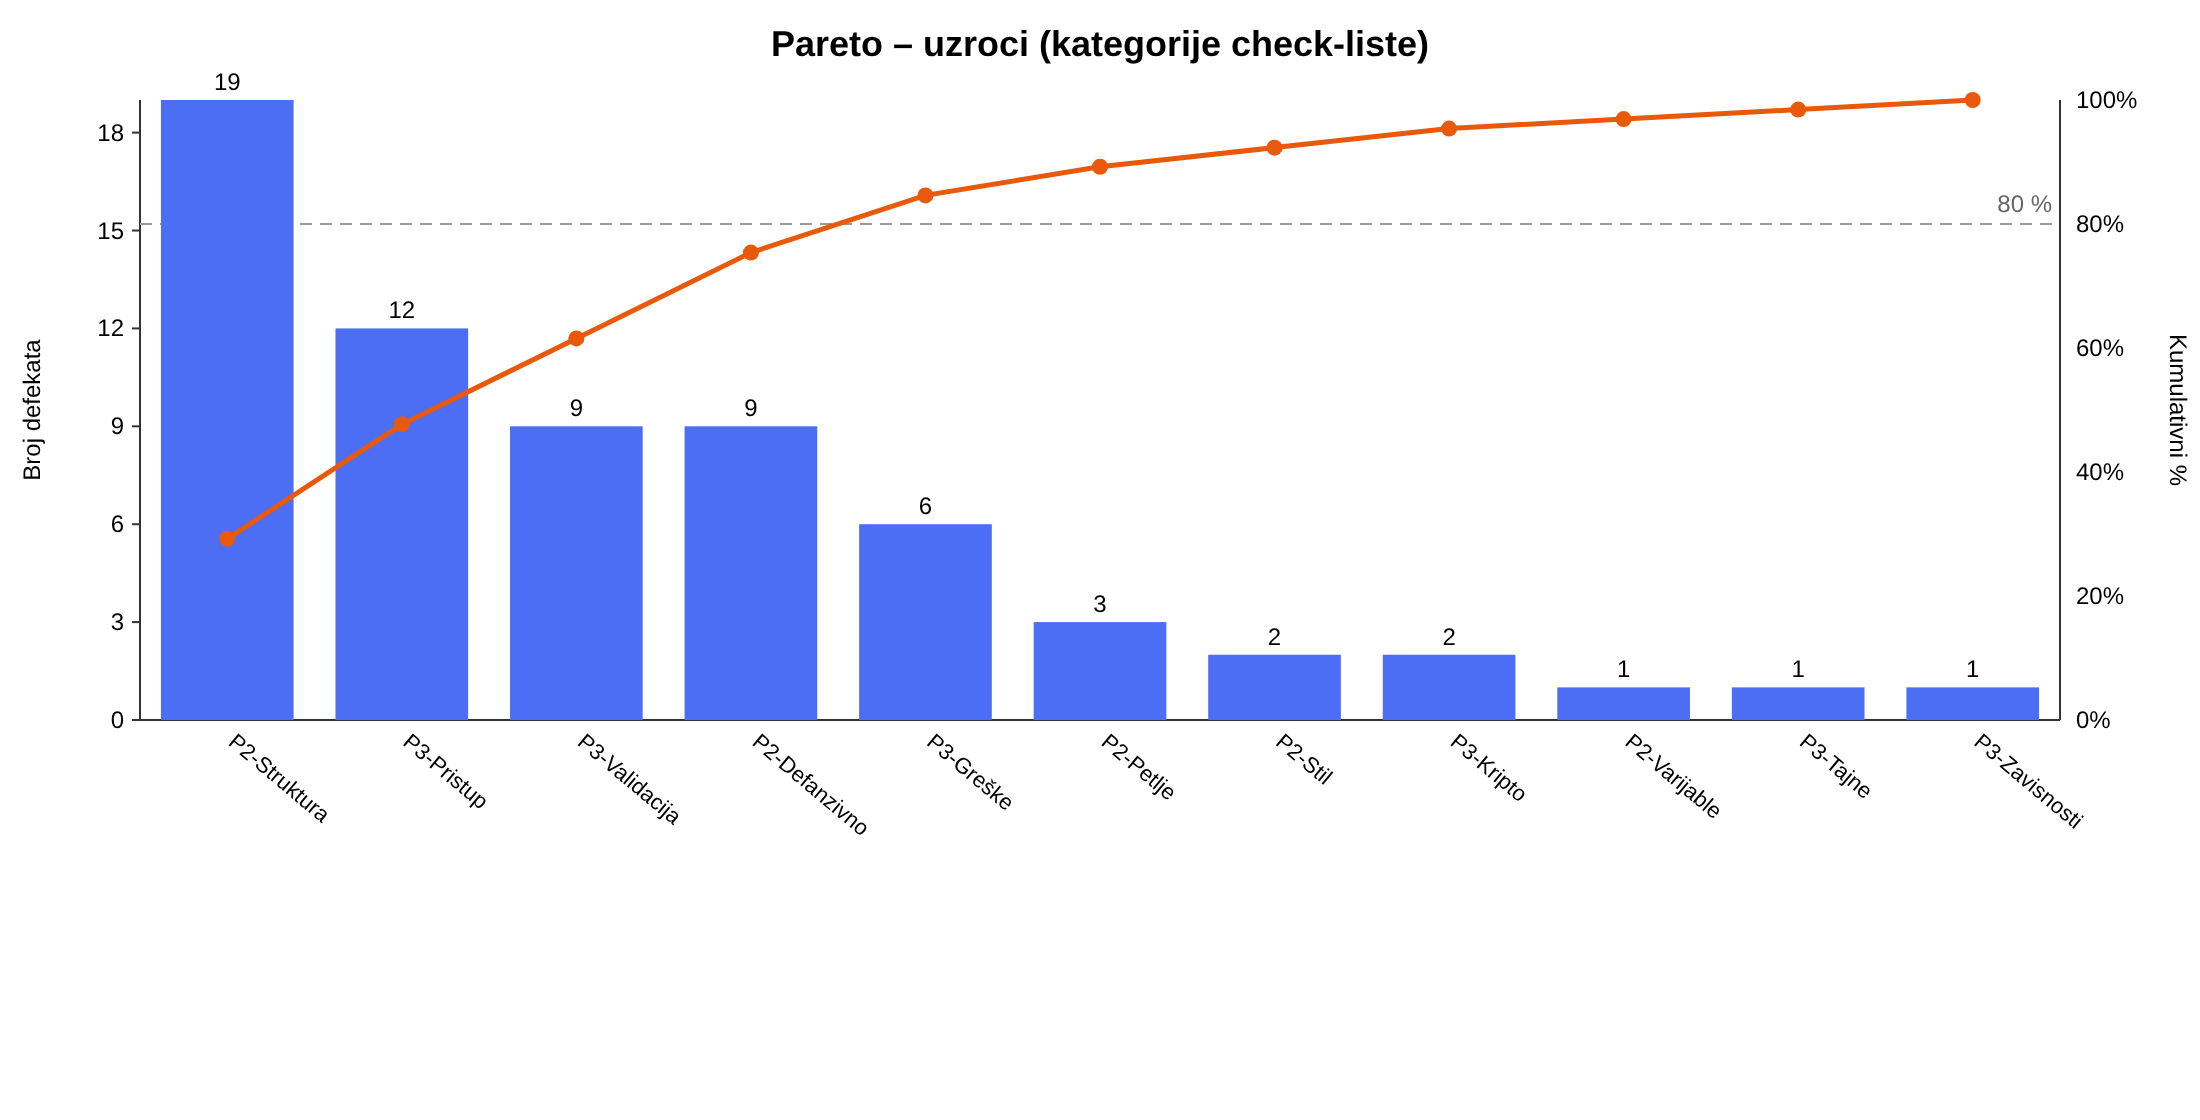 Pareto – uzroci (kategorije check-liste)
19
100%
18
80 %
15
80%
12
12
60%
9
9
9
40%
6
6
3
3
20%
2
2
1
1
1
0
0%
Broj defekata
Kumulativni %
P2-Struktura
P3-Pristup
P3-Validacija
P2-Defanzivno
P3-Greške
P2-Petlje
P2-Stil
P3-Kripto
P2-Varijable
P3-Tajne
P3-Zavisnosti